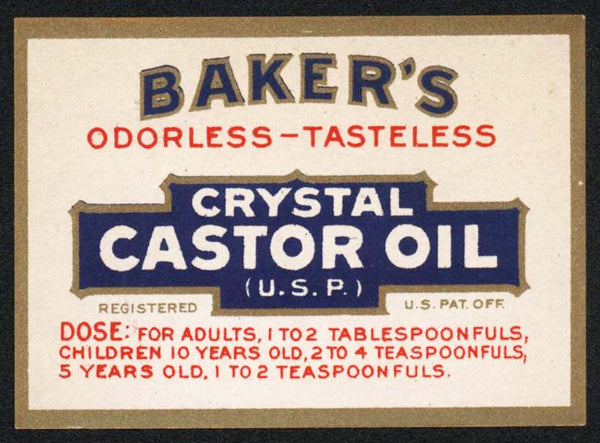 BAKER'S
ODORLESS-TASTELESS
CRYSTAL
CASTOR OIL
(U.S.P.)
REGISTERED U.S. PAT. OFF.
DOSE: FOR ADULTS, 1 TO 2 TABLESPOONFULS,
CHILDREN 10 YEARS OLD, 2 TO 4 TEASPOONFULS,
5 YEARS OLD, 1 TO 2 TEASPOONFULS.